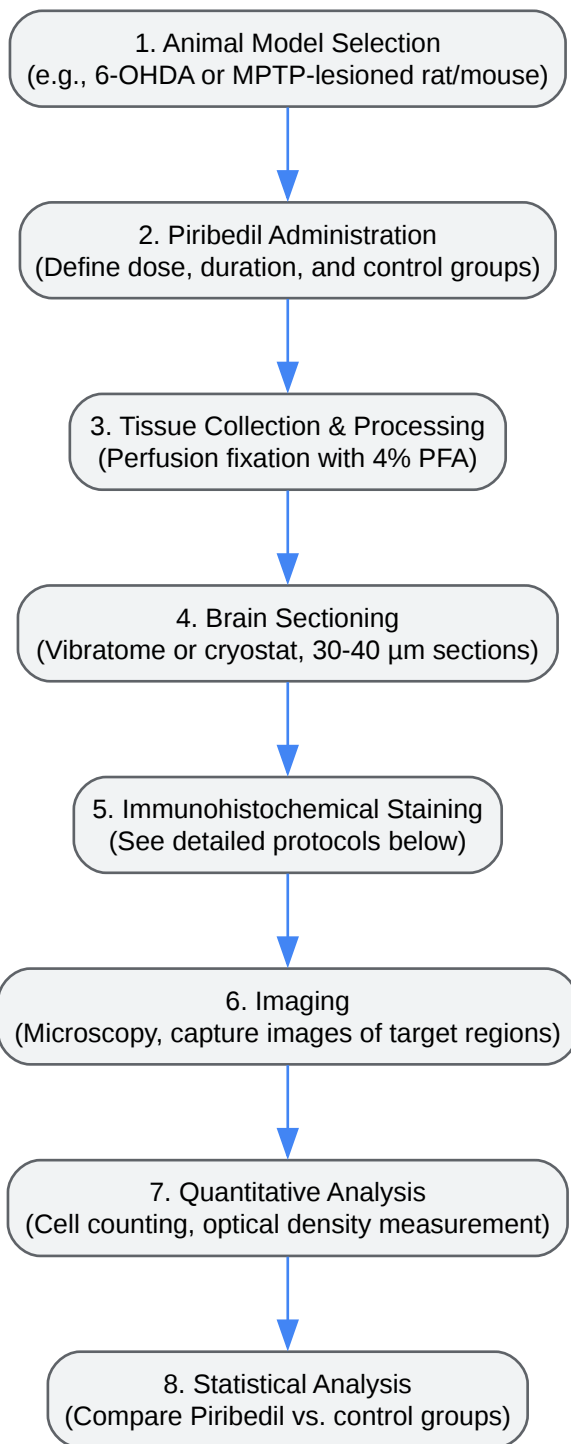 1. Animal Model Selection
(e.g., 6-OHDA or MPTP-lesioned rat/mouse)
2. Piribedil Administration
(Define dose, duration, and control groups)
3. Tissue Collection & Processing
(Perfusion fixation with 4% PFA)
4. Brain Sectioning
(Vibratome or cryostat, 30-40 µm sections)
5. Immunohistochemical Staining
(See detailed protocols below)
6. Imaging
(Microscopy, capture images of target regions)
7. Quantitative Analysis
(Cell counting, optical density measurement)
8. Statistical Analysis
(Compare Piribedil vs. control groups)